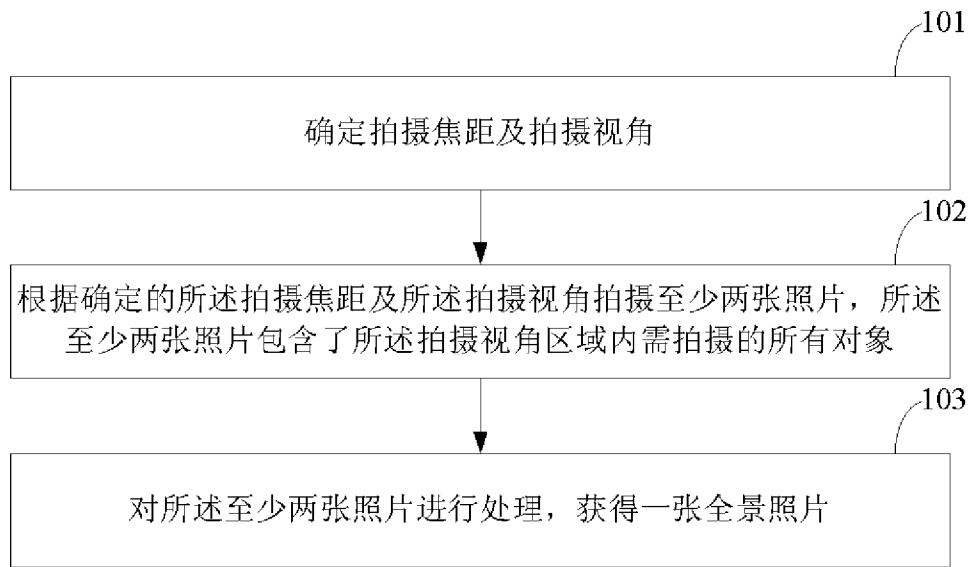 101
确定拍摄焦距及拍摄视角
102
根据确定的所述拍摄焦距及所述拍摄视角拍摄至少两张照片，所述
至少两张照片包含了所述拍摄视角区域内需拍摄的所有对象
103
对所述至少两张照片进行处理，获得一张全景照片